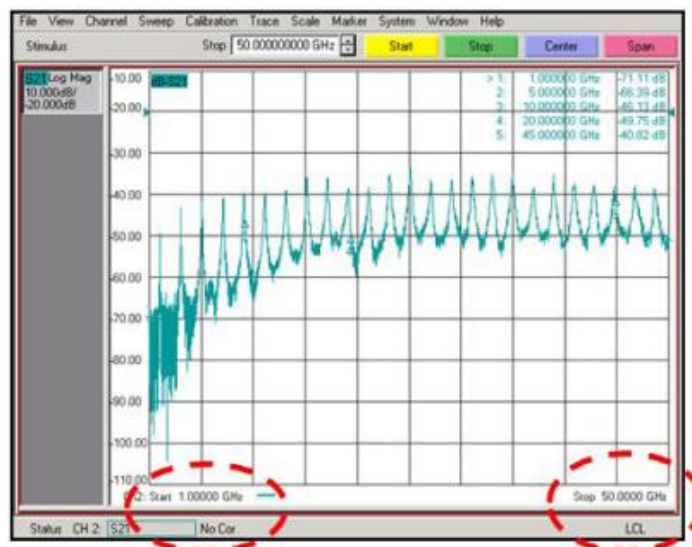 File View Channel Sweep Calibration Trace Scale Marker System Window Help
Stimulus Stop 50.000000000 GHz Start Stop Center Span
S21 Log Mag
10.000dB/
-20.000dB
-10.00 dB-S21
-20.00
-30.00
-40.00
-50.00
-60.00
-70.00
-80.00
-90.00
-100.00
-110.00
> 1: 1.000000 GHz -71.11 dB
2: 5.000000 GHz -66.39 dB
3: 10.000000 GHz -46.13 dB
4: 20.000000 GHz -49.75 dB
5: 45.000000 GHz -40.82 dB
CH2: Start 1.00000 GHz Stop 50.0000 GHz
Status CH 2: S21 No Cor LCL